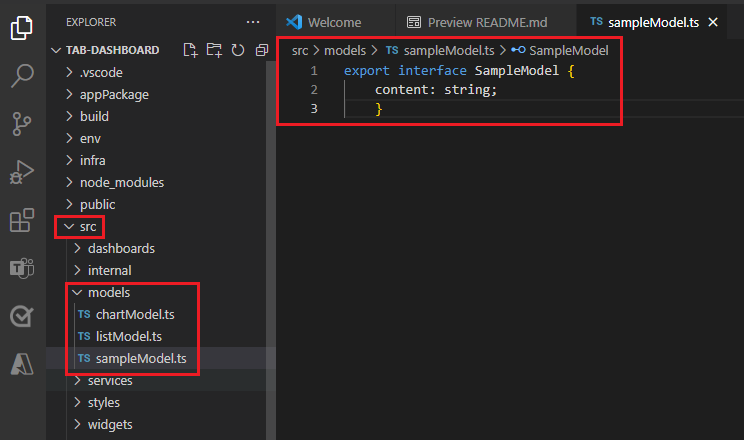 EXPLORER
TAB-DASHBOARD
.vscode
appPackage
build
env
infra
node_modules
public
src
dashboards
internal
models
TS chartModel.ts
TS listModel.ts
TS sampleModel.ts
services
styles
widgets
Welcome
Preview README.md
TS sampleModel.ts
src > models > TS sampleModel.ts > SampleModel
1 export interface SampleModel {
2 content: string;
3 }